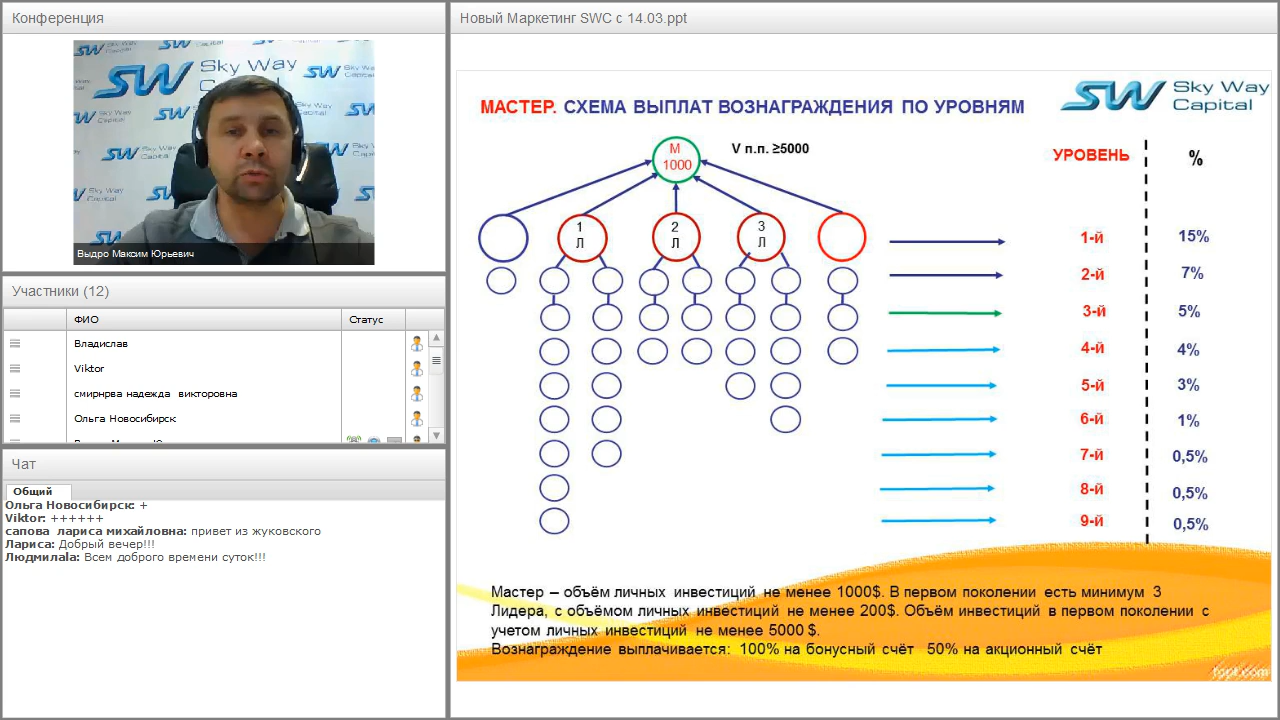 Конференция
SW
Sky Way
Capital
Выдро Максим Юрьевич
Участники (12)
ФИО
Статус
Владислав
Viktor
смирнрва надежда викторовна
Ольга Новосибирск
Чат
Общий
Ольга Новосибирск: +
Viktor: ++++++
сапова лариса михайловна: привет из жуковского
Лариса: Добрый вечер!!!
Людмилаla: Всем доброго времени суток!!!
Новый Маркетинг SWC с 14.03.ppt
SW Sky Way
Capital
МАСТЕР. СХЕМА ВЫПЛАТ ВОЗНАГРАЖДЕНИЯ ПО УРОВНЯМ
М
1000
V п.п. ≥5000
УРОВЕНЬ %
1
Л
2
Л
3
Л
1-й 15%
2-й 7%
3-й 5%
4-й 4%
5-й 3%
6-й 1%
7-й 0,5%
8-й 0,5%
9-й 0,5%
Мастер – объём личных инвестиций не менее 1000$. В первом поколении есть минимум 3
Лидера, с объёмом личных инвестиций не менее 200$. Объём инвестиций в первом поколении с
учетом личных инвестиций не менее 5000 $.
Вознаграждение выплачивается: 100% на бонусный счёт 50% на акционный счёт
fppt.com